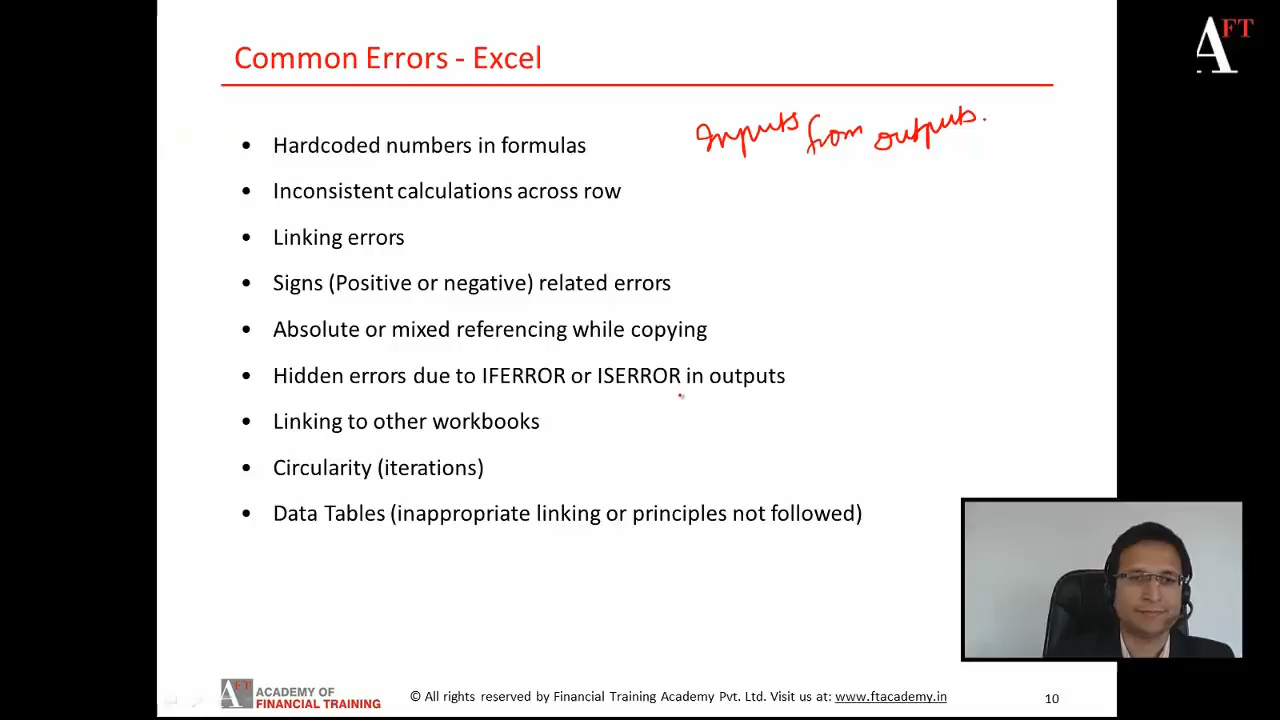 AFT
Common Errors - Excel
Inputs from outputs.
• Hardcoded numbers in formulas
• Inconsistent calculations across row
• Linking errors
• Signs (Positive or negative) related errors
• Absolute or mixed referencing while copying
• Hidden errors due to IFERROR or ISERROR in outputs
• Linking to other workbooks
• Circularity (iterations)
• Data Tables (inappropriate linking or principles not followed)
AFT ACADEMY OF
FINANCIAL TRAINING
© All rights reserved by Financial Training Academy Pvt. Ltd. Visit us at: www.ftacademy.in
10